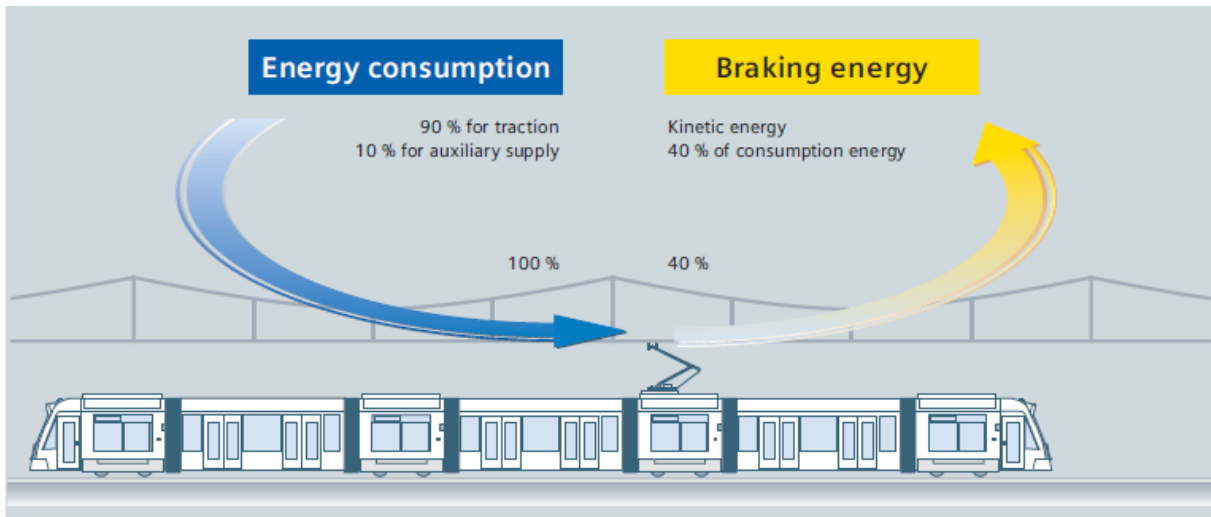 Energy consumption
90 % for traction
10 % for auxiliary supply
100 %
Braking energy
Kinetic energy
40 % of consumption energy
40 %